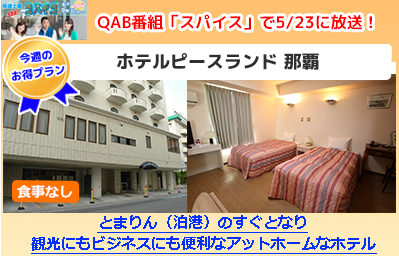 QAB番組「スパイス」で5/23に放送！
今週の
お得プラン
ホテルピースランド 那覇
食事なし
とまりん（泊港）のすぐとなり
観光にもビジネスにも便利なアットホームなホテル